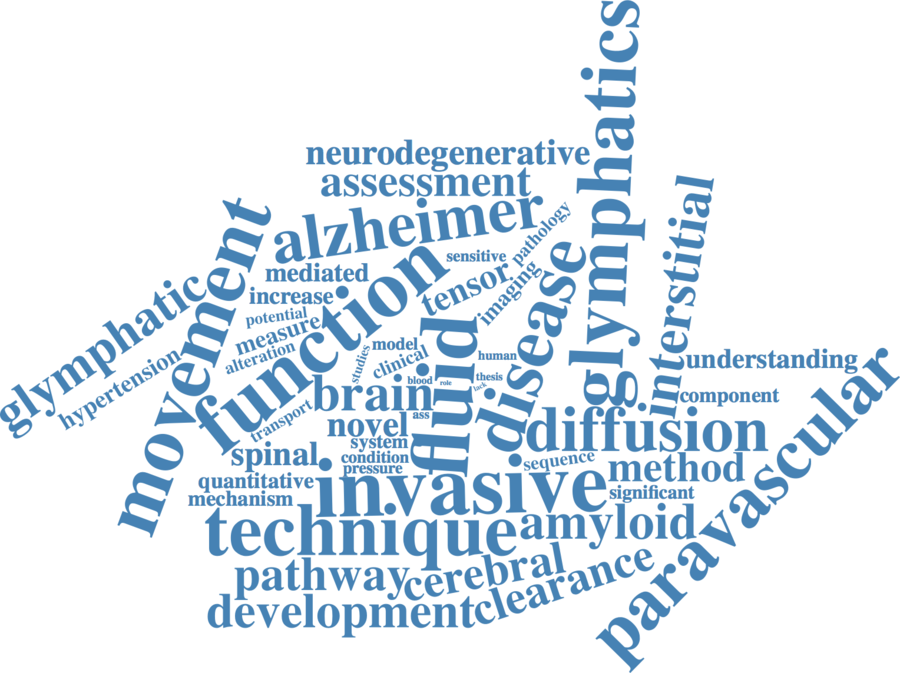 glymphatics
neurodegenerative
assessment
alzheimer
movement
glymphatic
hypertension
mediated
increase
potential
measure
alteration
function
sensitive
pathology
tensor
imaging
disease
interstitial
fluid
studies
model
clinical
human
blood
role
thesis
lack
brain
transport
ass
novel
system
condition
pressure
spinal
quantitative
mechanism
understanding
component
diffusion
paravascular
sequence
method
significant
invasive
technique
amyloid
pathway
cerebral
clearance
development